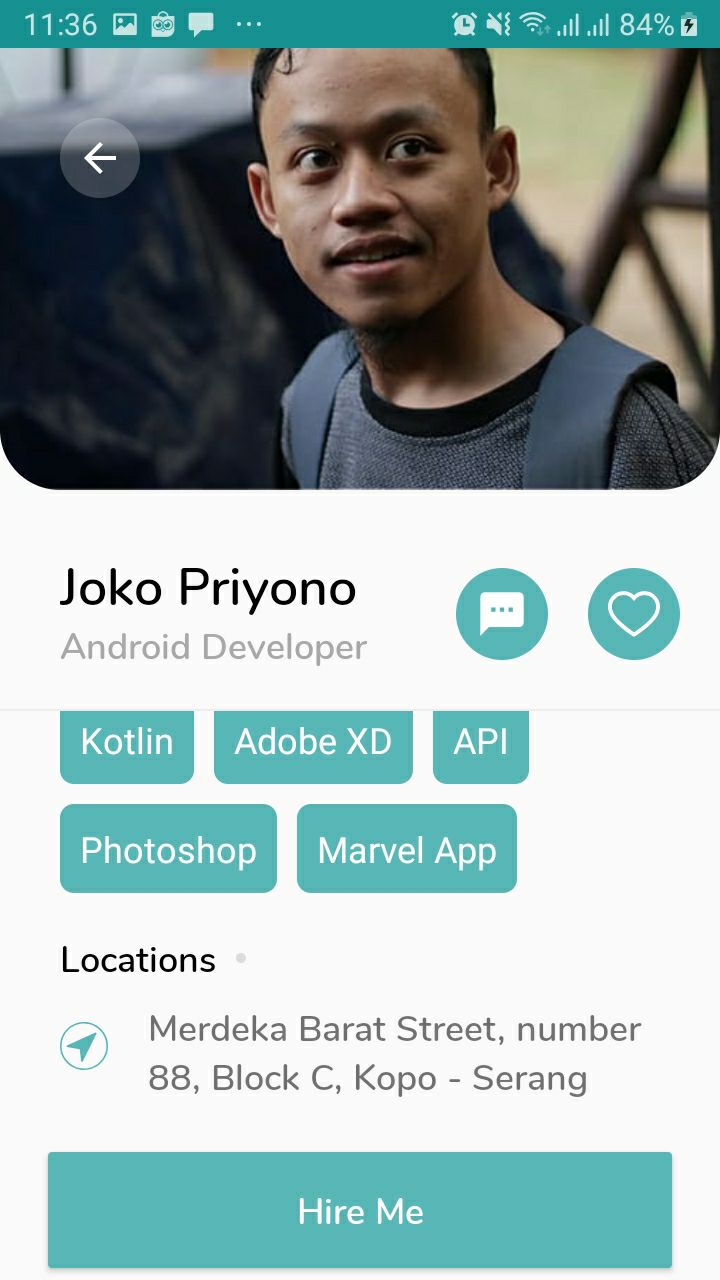 11:36 84%
Joko Priyono
Android Developer
Kotlin Adobe XD API
Photoshop Marvel App
Locations
Merdeka Barat Street, number
88, Block C, Kopo - Serang
Hire Me